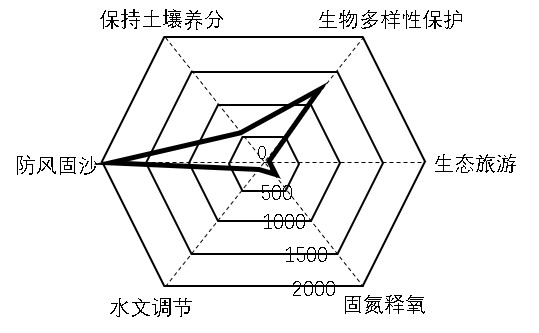 保持土壤养分
生物多样性保护
0
防风固沙
生态旅游
500
1000
1500
2000
水文调节
固氮释氧